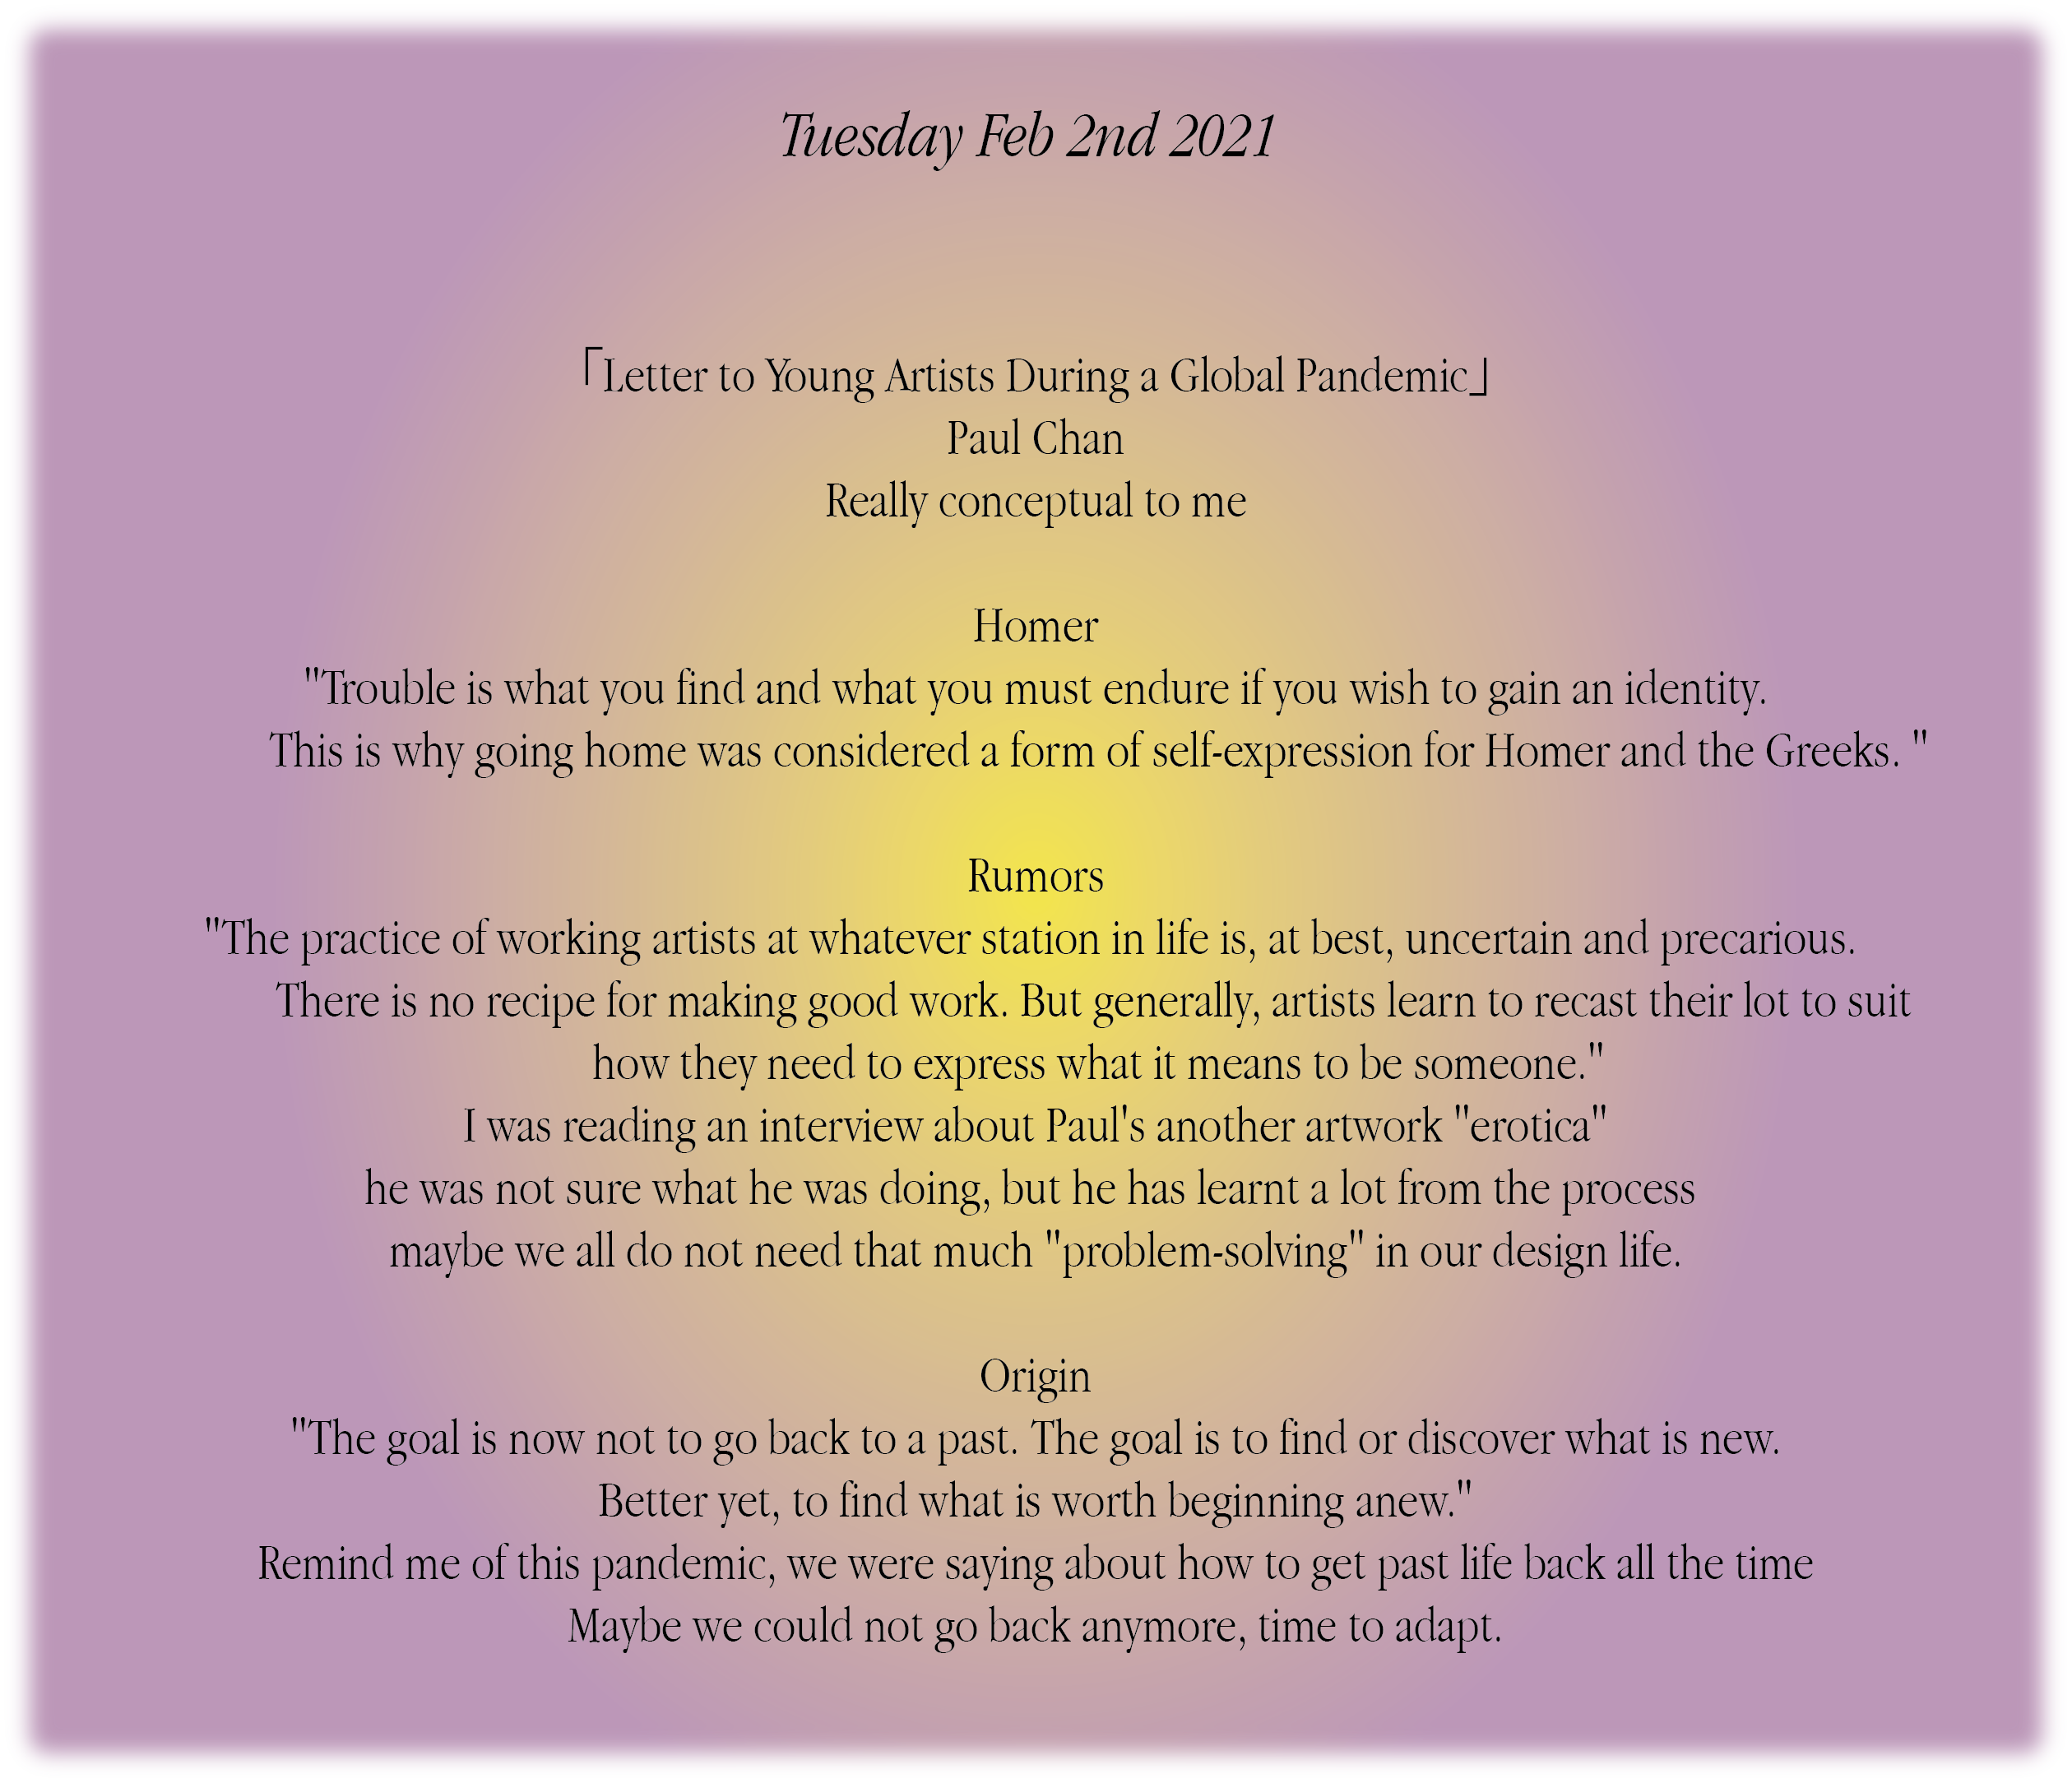 Tuesday Feb 2nd 2021
「Letter to Young Artists During a Global Pandemic」
Paul Chan
Really conceptual to me
Homer
"Trouble is what you find and what you must endure if you wish to gain an identity.
This is why going home was considered a form of self-expression for Homer and the Greeks. "
Rumors
"The practice of working artists at whatever station in life is, at best, uncertain and precarious.
There is no recipe for making good work. But generally, artists learn to recast their lot to suit
how they need to express what it means to be someone."
I was reading an interview about Paul's another artwork "erotica"
he was not sure what he was doing, but he has learnt a lot from the process
maybe we all do not need that much "problem-solving" in our design life.
Origin
"The goal is now not to go back to a past. The goal is to find or discover what is new.
Better yet, to find what is worth beginning anew."
Remind me of this pandemic, we were saying about how to get past life back all the time
Maybe we could not go back anymore, time to adapt.